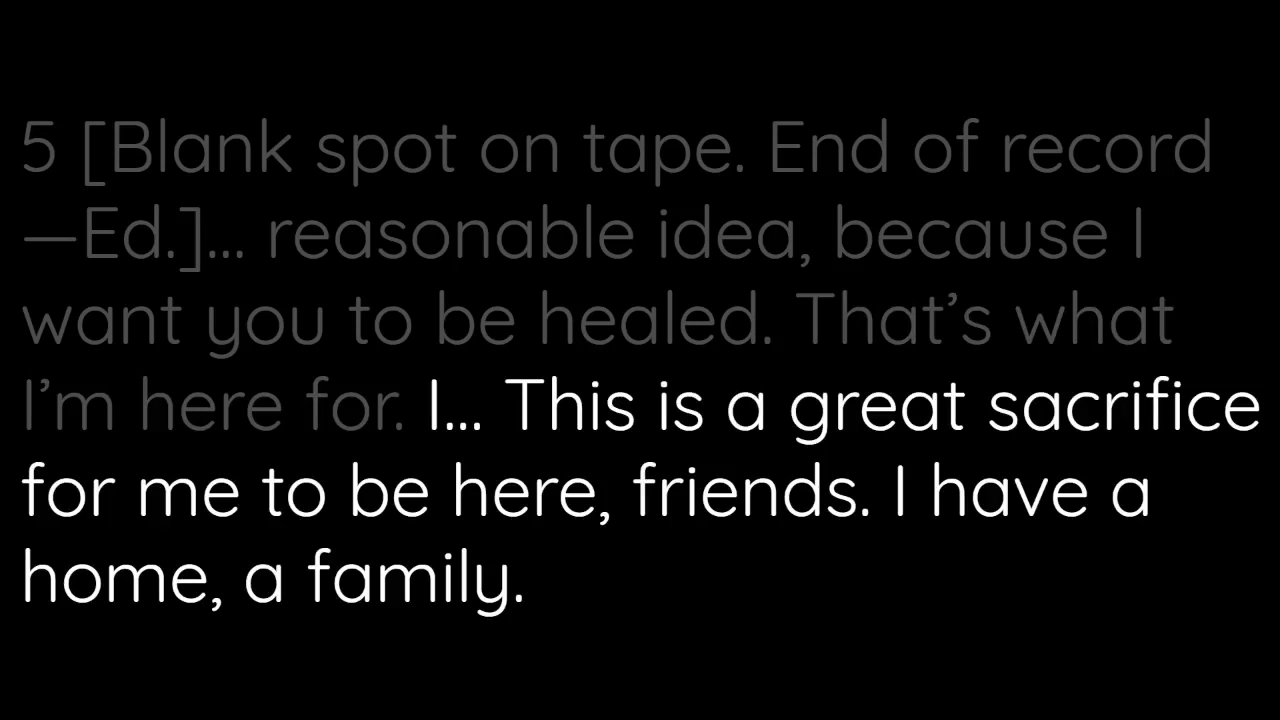 5 [Blank spot on tape. End of record
—Ed.]... reasonable idea, because I
want you to be healed. That’s what
I’m here for. I... This is a great sacrifice
for me to be here, friends. I have a
home, a family.